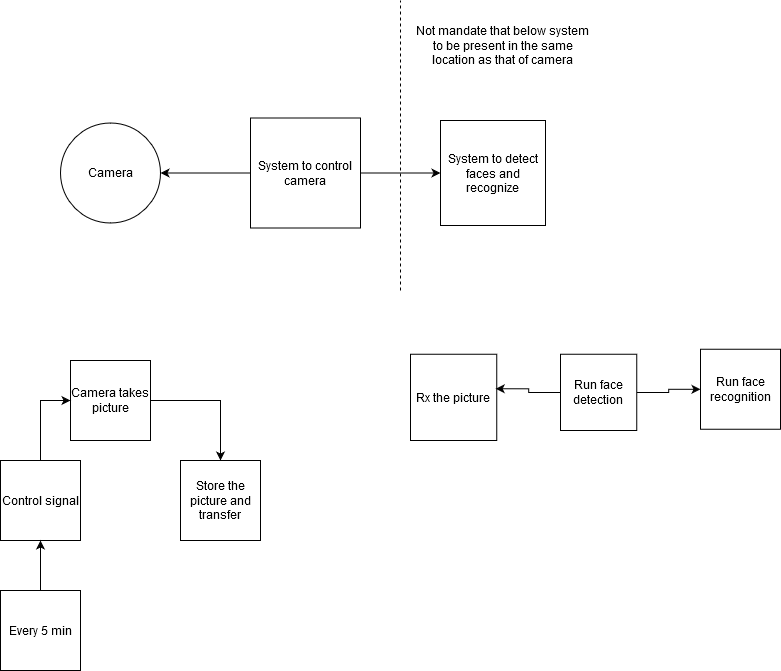 Not mandate that below system
to be present in the same
location as that of camera
Camera
System to control
camera
System to detect
faces and
recognize
Camera takes
picture
Control signal
Store the
picture and
transfer
Every 5 min
Rx the picture
Run face
detection
Run face
recognition